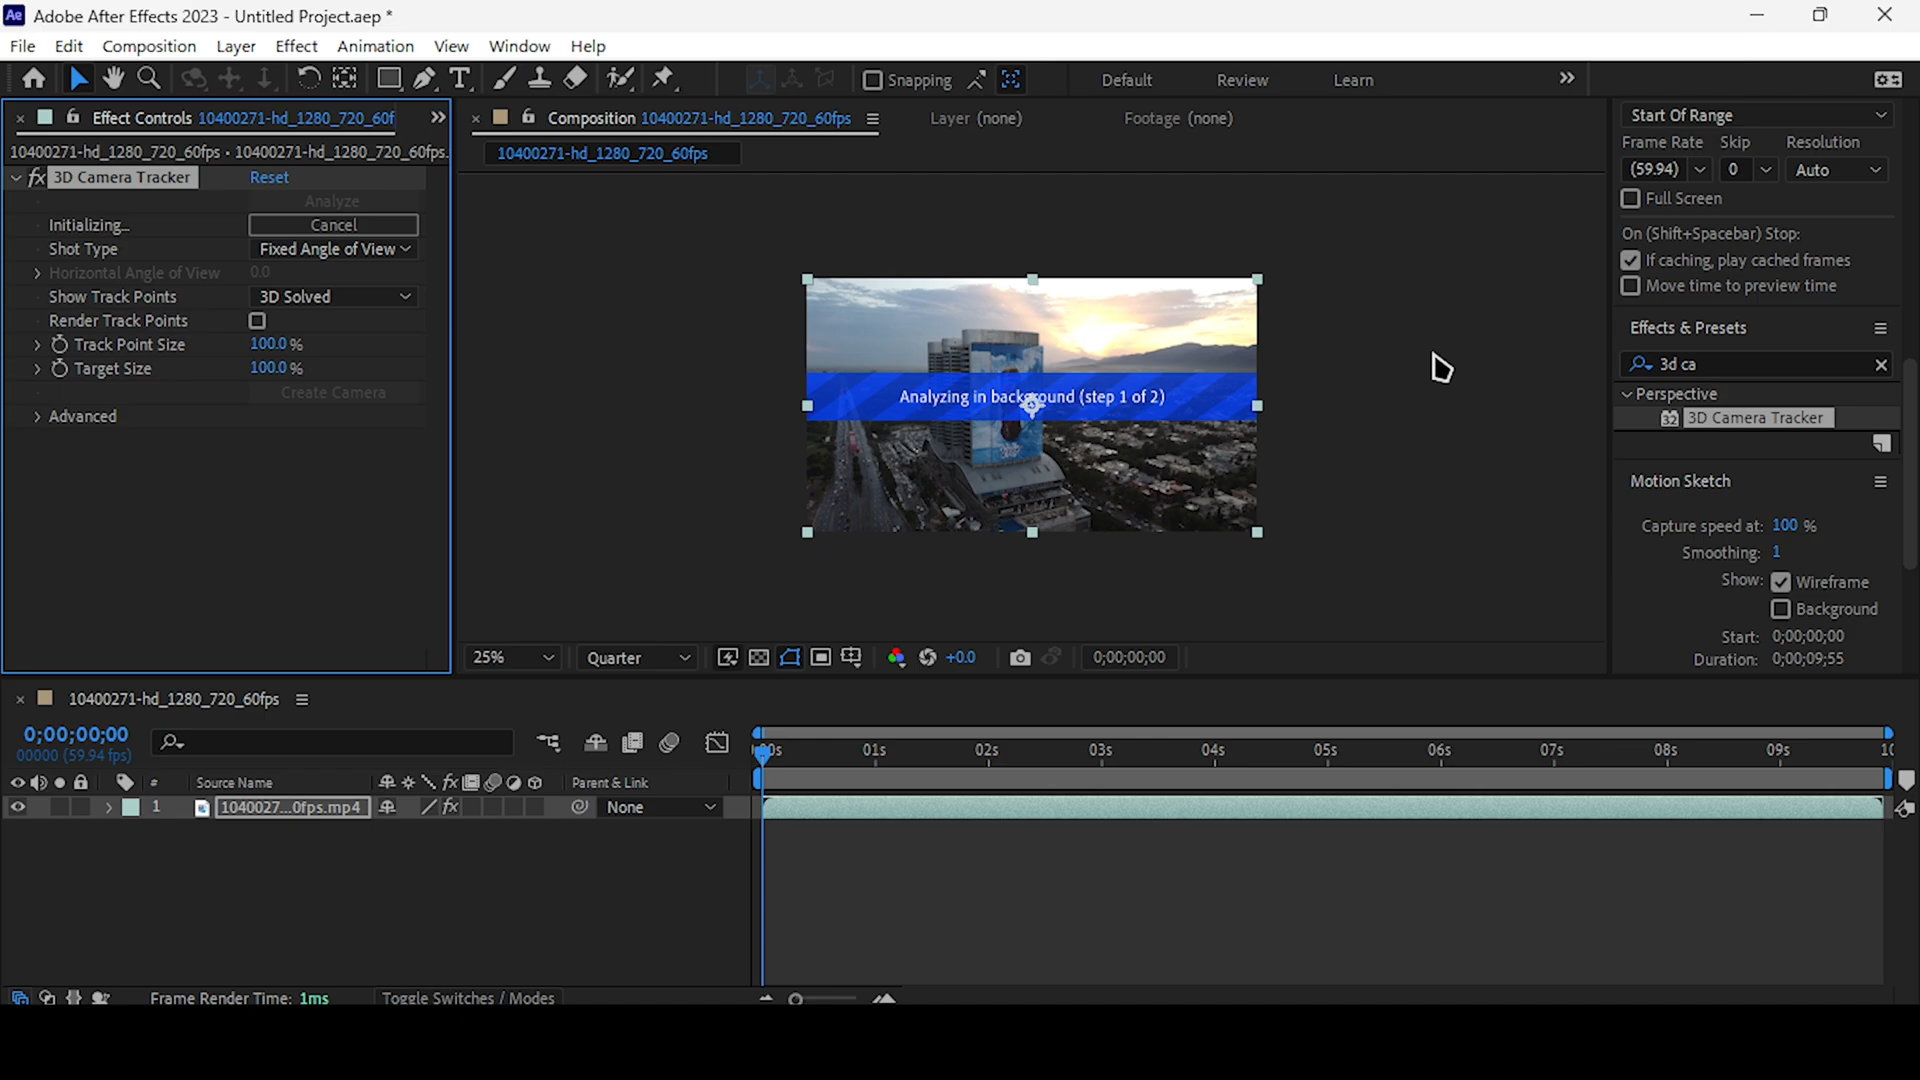 Ae Adobe After Effects 2023 - Untitled Project.aep *
File Edit Composition Layer Effect Animation View Window Help
Snapping Default Review Learn
Effect Controls 10400271-hd_1280_720_60f
10400271-hd_1280_720_60fps • 10400271-hd_1280_720_60fps.
fx 3D Camera Tracker Reset
Analyze
Initializing... Cancel
Shot Type Fixed Angle of View
Horizontal Angle of View 0.0
Show Track Points 3D Solved
Render Track Points
Track Point Size 100.0 %
Target Size 100.0 %
Create Camera
Advanced
Composition 10400271-hd_1280_720_60fps Layer (none) Footage (none)
10400271-hd_1280_720_60fps
Analyzing in background (step 1 of 2)
25% Quarter +0.0 0;00;00;00
Start Of Range
Frame Rate Skip Resolution
(59.94) 0 Auto
Full Screen
On (Shift+Spacebar) Stop:
If caching, play cached frames
Move time to preview time
Effects & Presets
3d ca
Perspective
32 3D Camera Tracker
Motion Sketch
Capture speed at: 100 %
Smoothing: 1
Show: Wireframe
Background
Start: 0;00;00;00
Duration: 0;00;09;55
10400271-hd_1280_720_60fps
0;00;00;00
00000 (59.94 fps)
00s 01s 02s 03s 04s 05s 06s 07s 08s 09s 10
# Source Name fx Parent & Link
1 1040027...0fps.mp4 fx None
Frame Render Time: 1ms Toggle Switches / Modes